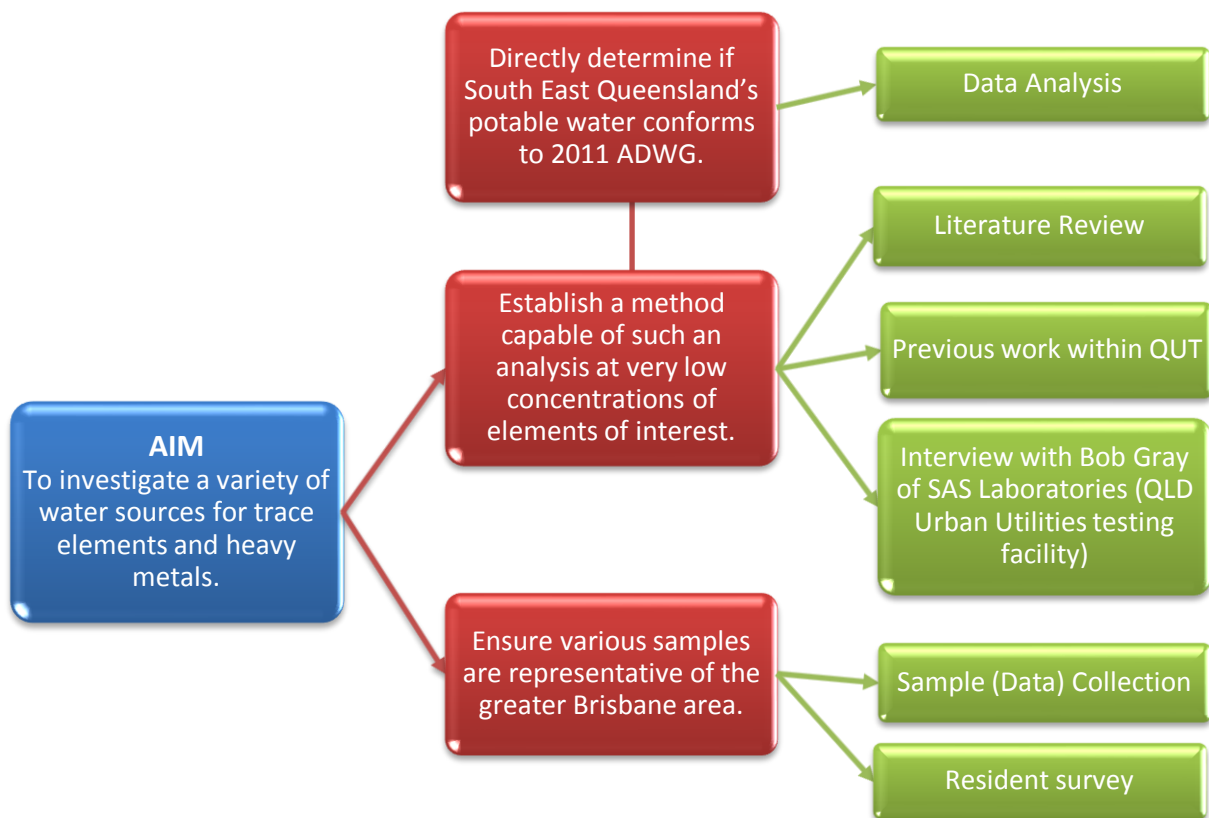 Directly determine if
South East Queensland’s
potable water conforms
to 2011 ADWG.
Data Analysis
Literature Review
Establish a method
capable of such an
analysis at very low
concentrations of
elements of interest.
Previous work within QUT
AIM
To investigate a variety of
water sources for trace
elements and heavy
metals.
Interview with Bob Gray
of SAS Laboratories (QLD
Urban Utilities testing
facility)
Ensure various samples
are representative of the
greater Brisbane area.
Sample (Data) Collection
Resident survey